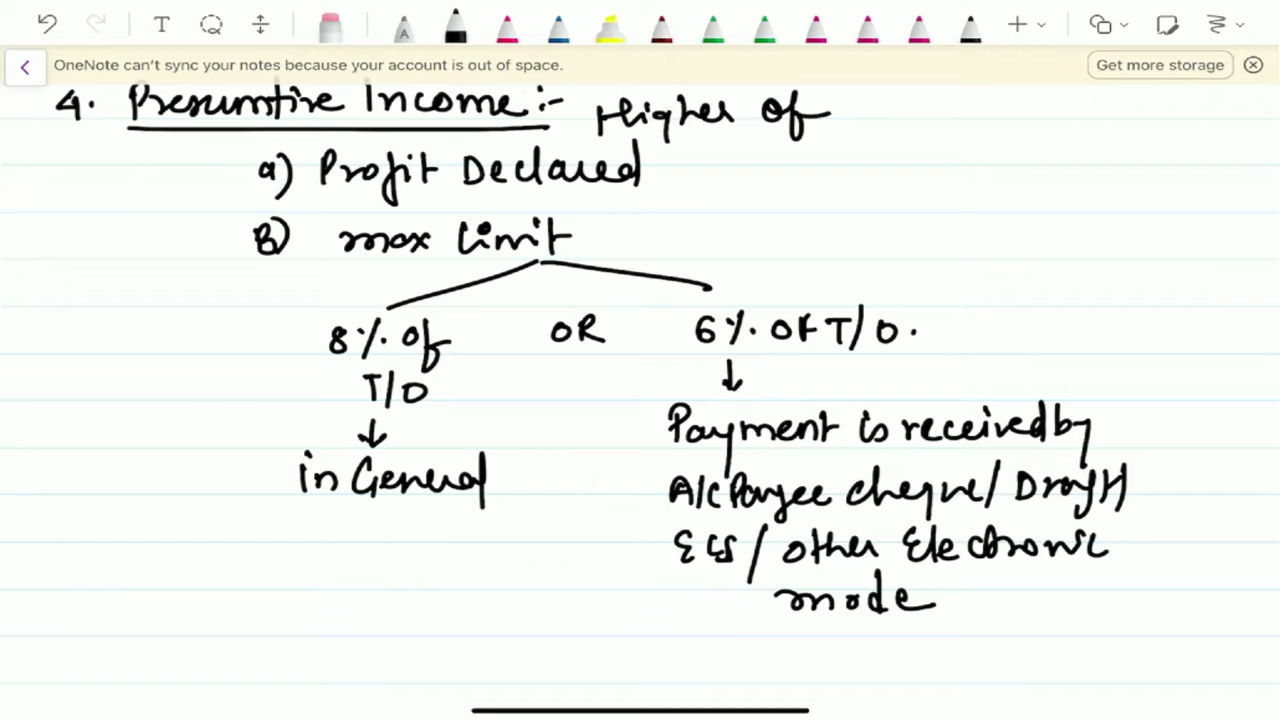 OneNote can't sync your notes because your account is out of space.
Get more storage
4. Presumtive Income :- Higher of
a) Profit Declared
B) max limit
8% of T/O OR 6% OF T/O.
in General
Payment is received by
A/C Payee cheque / Draft
ECS / other Electronic
mode